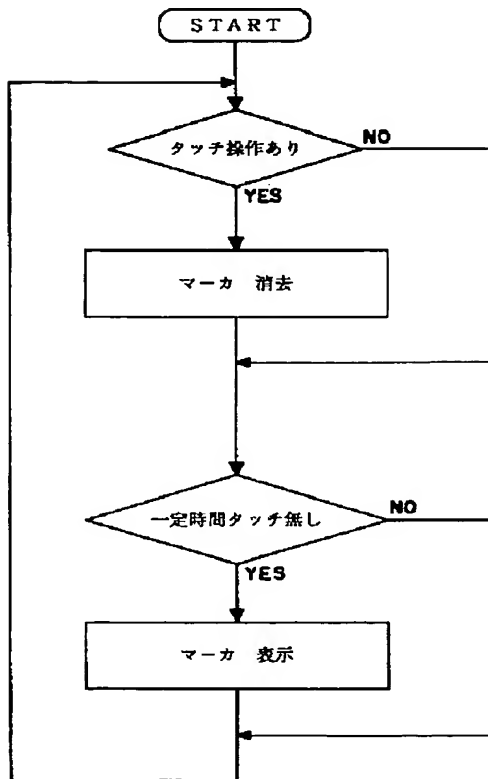 START
タッチ操作あり
NO
YES
マーカ 消去
一定時間タッチ無し
NO
YES
マーカ 表示